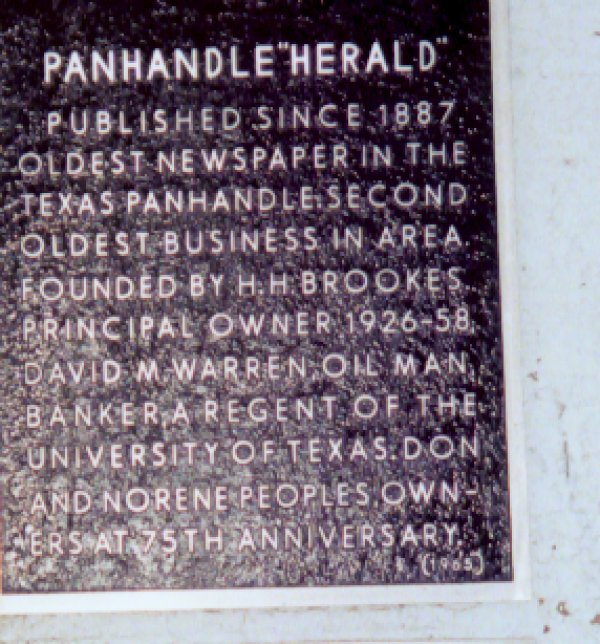 PANHANDLE "HERALD"
PUBLISHED SINCE 1887.
OLDEST NEWSPAPER IN THE
TEXAS PANHANDLE, SECOND
OLDEST BUSINESS IN AREA.
FOUNDED BY H. H. BROOKES.
PRINCIPAL OWNER 1926-58,
DAVID M. WARREN, OIL MAN,
BANKER, A REGENT OF THE
UNIVERSITY OF TEXAS. DON
AND NORENE PEOPLES, OWN-
ERS AT 75TH ANNIVERSARY.
(1965)